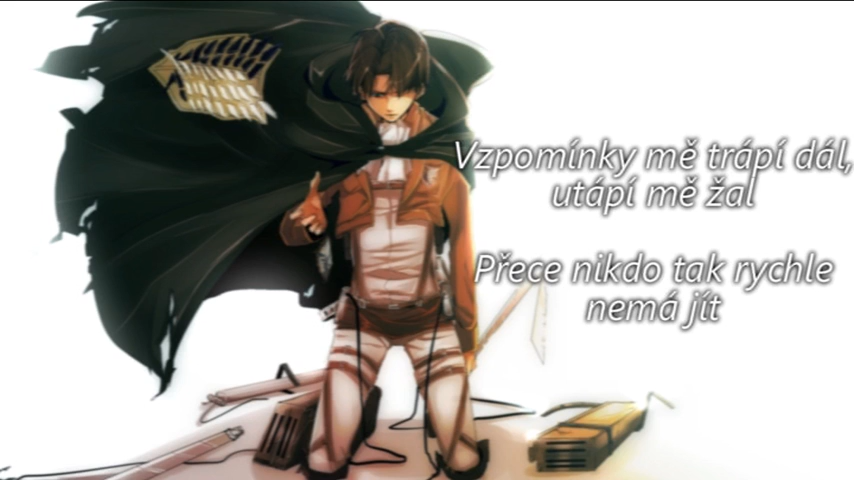 Vzpomínky mě trápí dál,
utápí mě žal
Přece nikdo tak rychle
nemá jít